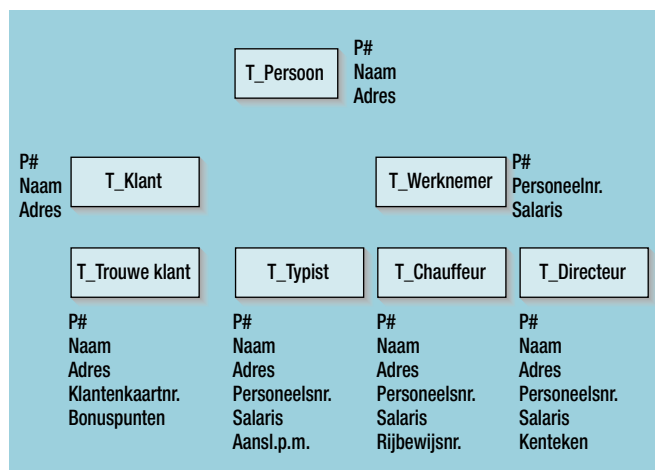 T_Persoon
P#
Naam
Adres
P#
Naam
Adres
T_Klant
T_Werknemer
P#
Personeelnr.
Salaris
T_Trouwe klant
P#
Naam
Adres
Klantenkaartnr.
Bonuspunten
T_Typist
P#
Naam
Adres
Personeelsnr.
Salaris
Aansl.p.m.
T_Chauffeur
P#
Naam
Adres
Personeelsnr.
Salaris
Rijbewijsnr.
T_Directeur
P#
Naam
Adres
Personeelsnr.
Salaris
Kenteken